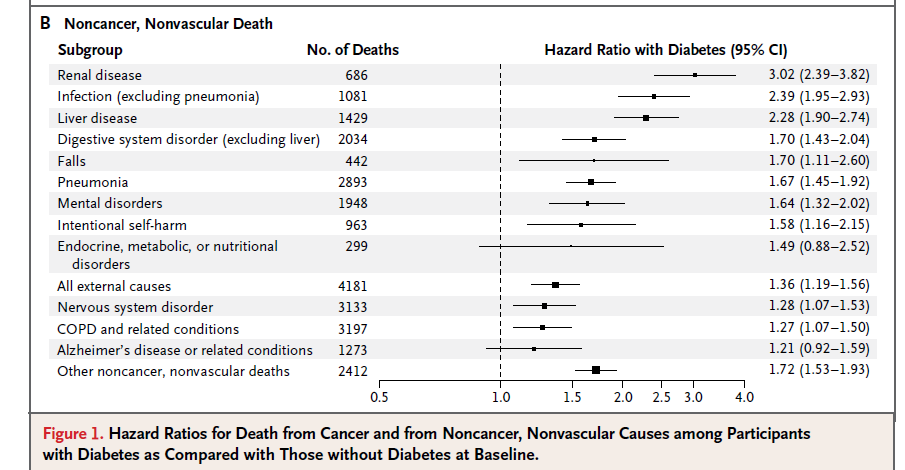 B Noncancer, Nonvascular Death
Subgroup No. of Deaths Hazard Ratio with Diabetes (95% CI)
Renal disease 686 3.02 (2.39–3.82)
Infection (excluding pneumonia) 1081 2.39 (1.95–2.93)
Liver disease 1429 2.28 (1.90–2.74)
Digestive system disorder (excluding liver) 2034 1.70 (1.43–2.04)
Falls 442 1.70 (1.11–2.60)
Pneumonia 2893 1.67 (1.45–1.92)
Mental disorders 1948 1.64 (1.32–2.02)
Intentional self-harm 963 1.58 (1.16–2.15)
Endocrine, metabolic, or nutritional 299 1.49 (0.88–2.52)
disorders
All external causes 4181 1.36 (1.19–1.56)
Nervous system disorder 3133 1.28 (1.07–1.53)
COPD and related conditions 3197 1.27 (1.07–1.50)
Alzheimer's disease or related conditions 1273 1.21 (0.92–1.59)
Other noncancer, nonvascular deaths 2412 1.72 (1.53–1.93)
0.5 1.0 1.5 2.0 2.5 3.0 4.0
Figure 1. Hazard Ratios for Death from Cancer and from Noncancer, Nonvascular Causes among Participants
with Diabetes as Compared with Those without Diabetes at Baseline.